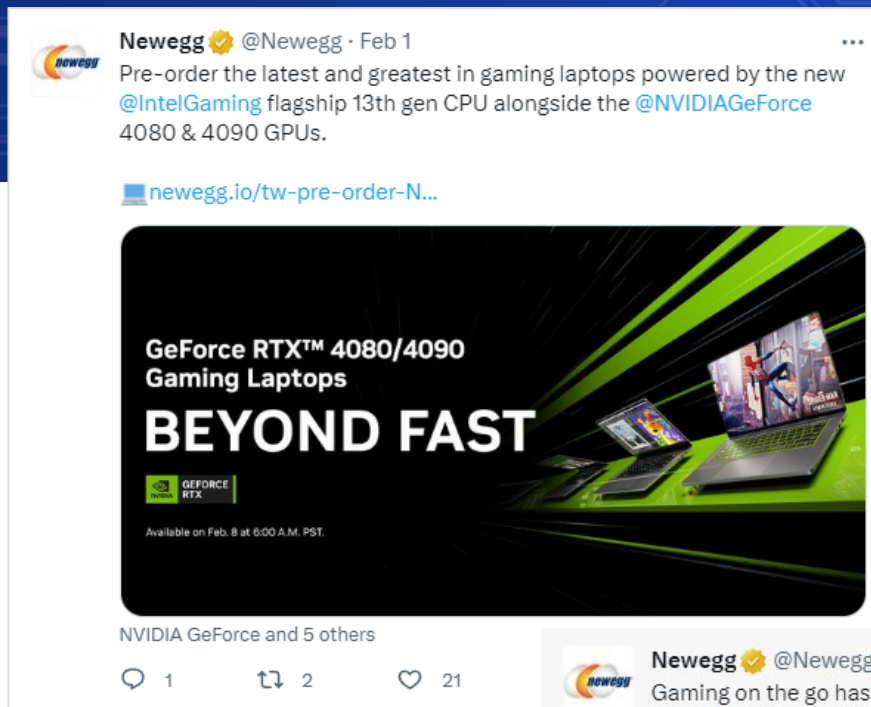 Newegg @Newegg · Feb 1
newegg
Pre-order the latest and greatest in gaming laptops powered by the new
@IntelGaming flagship 13th gen CPU alongside the @NVIDIAGeForce
4080 & 4090 GPUs.
newegg.io/tw-pre-order-N...
GeForce RTX™ 4080/4090
Gaming Laptops
BEYOND FAST
NVIDIA
GEFORCE
RTX
Available on Feb. 8 at 6:00 A.M. PST.
NVIDIA GeForce and 5 others
1 2 21
Newegg @Newegg
newegg
Gaming on the go has